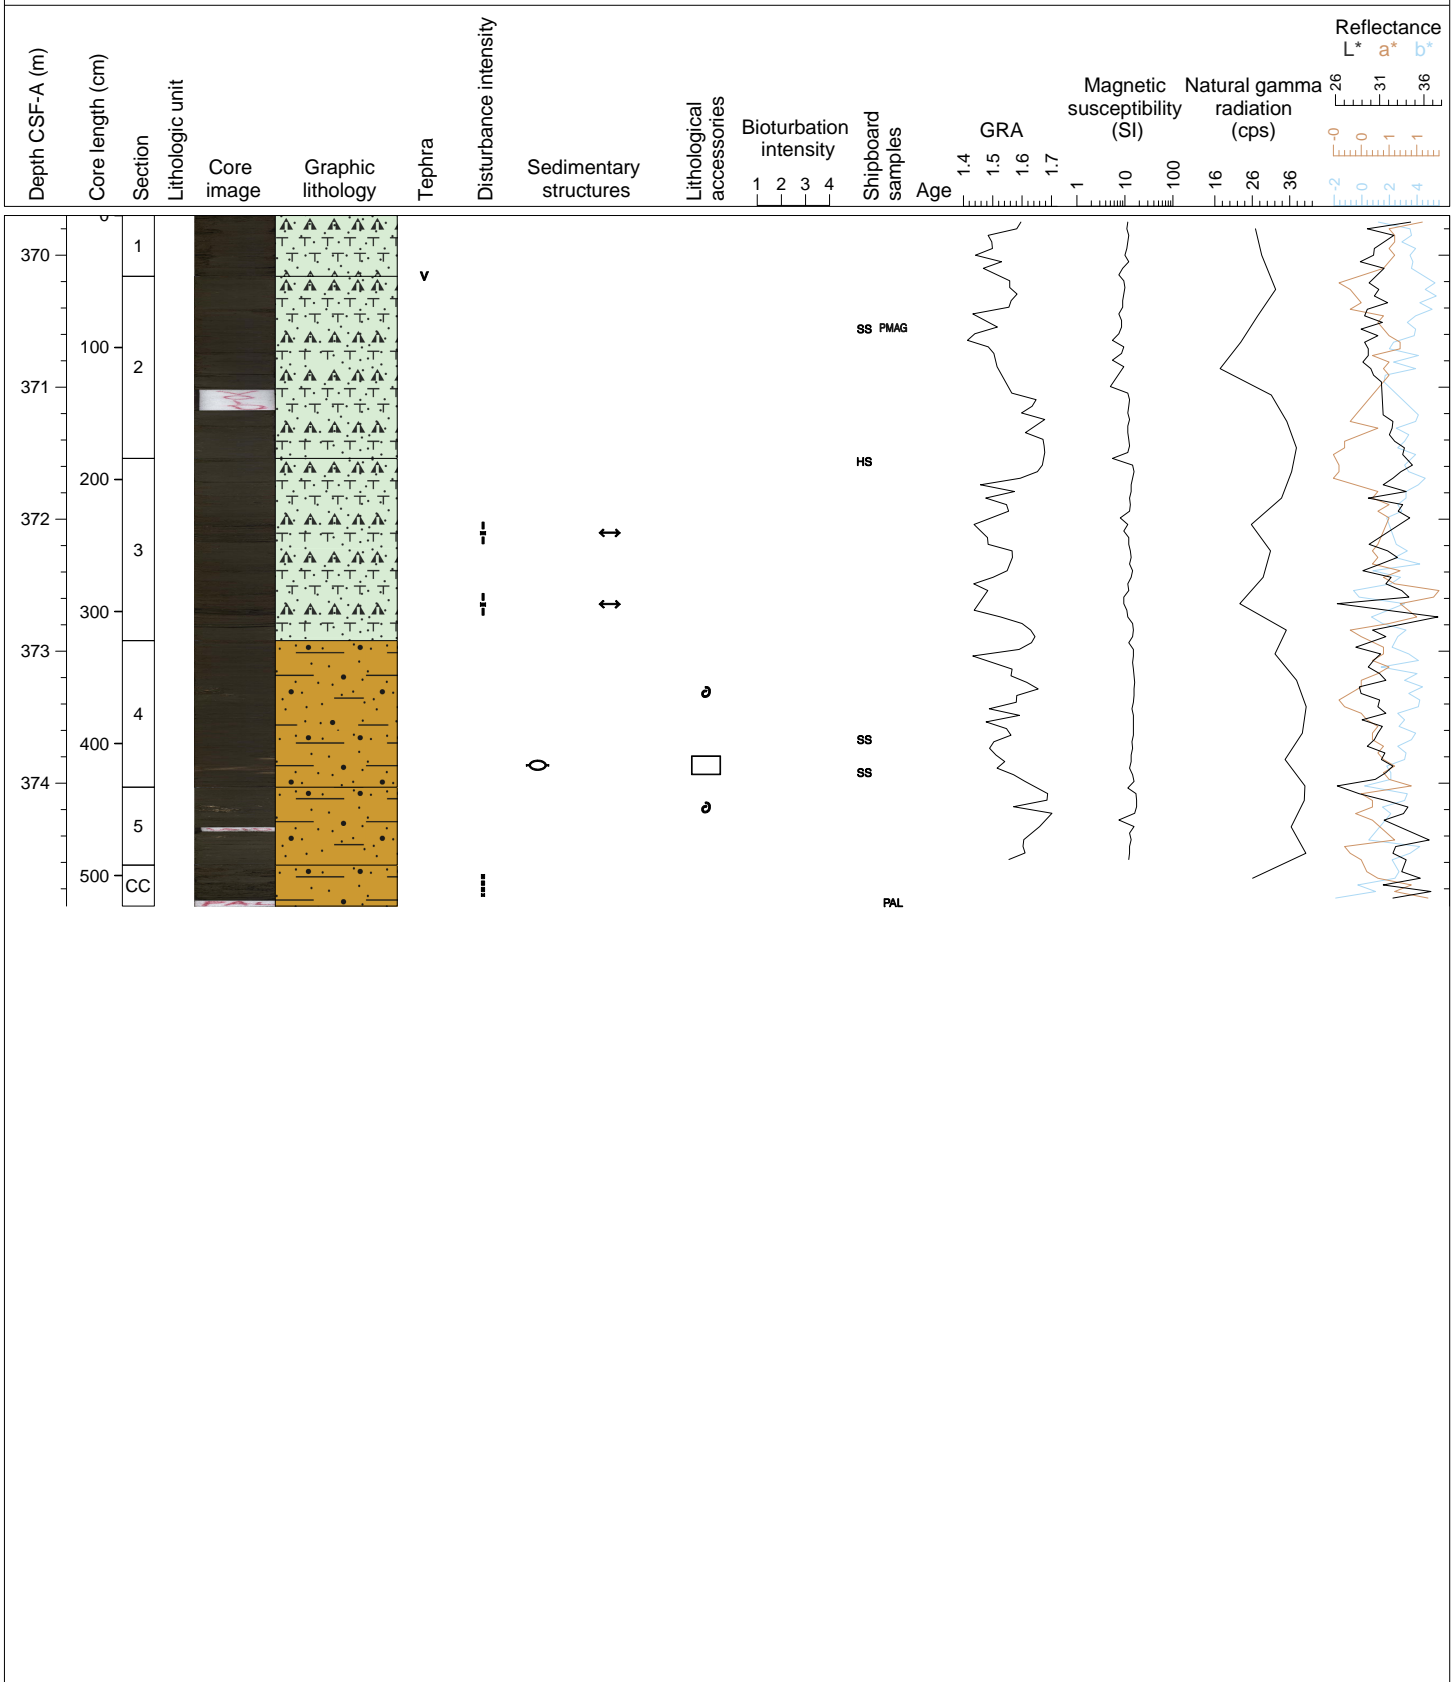 Depth CSF-A (m)
Core length (cm)
Section
Lithologic unit
Core
image
Graphic
lithology
Tephra
Disturbance intensity
Sedimentary
structures
Lithological
accessories
Bioturbation
intensity
1 2 3 4
Shipboard
samples
Age
GRA
1.4 1.5 1.6 1.7
Magnetic
susceptibility
(SI)
1 10 100
Natural gamma
radiation
(cps)
16 26 36
Reflectance
L* a* b*
26 31 36
-0 0 1 1
-2 0 2 4
0
1
370
V
SS PMAG
100
2
371
HS
200
372
3
300
373
4
SS
400
SS
374
5
500
CC
PAL